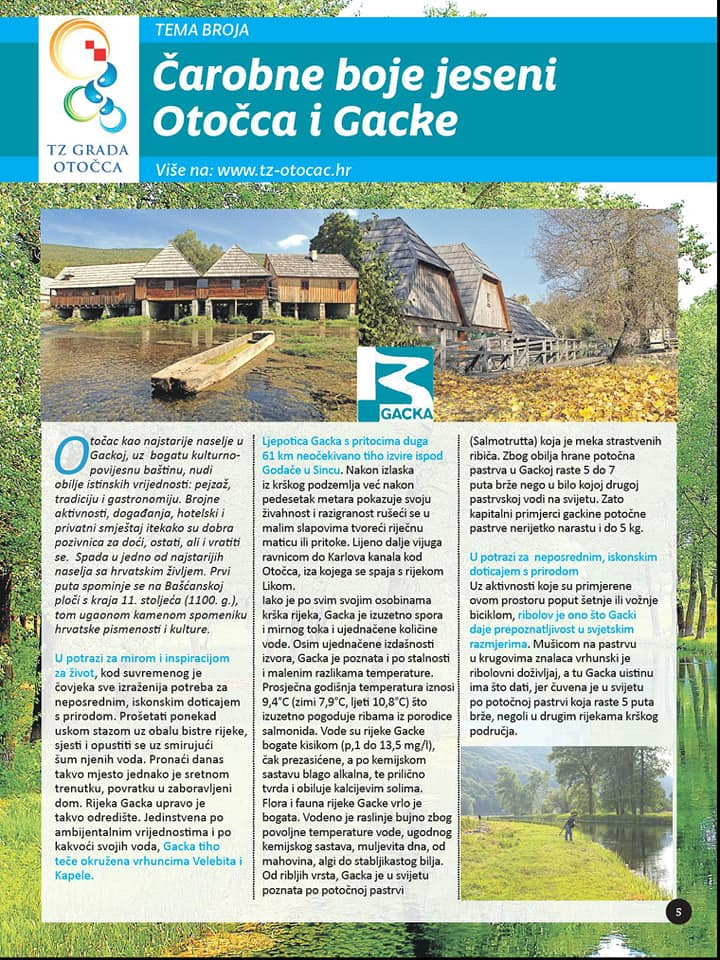 TEMA BROJA
Čarobne boje jeseni
Otočca i Gacke
TZ GRADA
OTOČCA
Više na: www.tz-otocac.hr
GACKA
Otočac kao najstarije naselje u
Gackoj, uz bogatu kulturno-
povijesnu baštinu, nudi
obilje istinskih vrijednosti: pejzaž,
tradiciju i gastronomiju. Brojne
aktivnosti, događanja, hotelski i
privatni smještaj itekako su dobra
pozivnica za doći, ostati, ali i vratiti
se. Spada u jedno od najstarijih
naselja sa hrvatskim življem. Prvi
puta spominje se na Bašćanskoj
ploči s kraja 11. stoljeća (1100. g.),
tom ugaonom kamenom spomeniku
hrvatske pismenosti i kulture.
U potrazi za mirom i inspiracijom
za život, kod suvremenog je
čovjeka sve izraženija potreba za
neposrednim, iskonskim doticajem
s prirodom. Prošetati ponekad
uskom stazom uz obalu bistre rijeke,
sjesti i opustiti se uz smirujući
šum njenih voda. Pronaći danas
takvo mjesto jednako je sretnom
trenutku, povratku u zaboravljeni
dom. Rijeka Gacka upravo je
takvo odredište. Jedinstvena po
ambijentalnim vrijednostima i po
kakvoći svojih voda, Gacka tiho
teče okružena vrhuncima Velebita i
Kapele.
Ljepotica Gacka s pritocima duga
61 km neočekivano tiho izvire ispod
Godače u Sincu. Nakon izlaska
iz krškog podzemlja već nakon
pedesetak metara pokazuje svoju
živahnost i razigranost rušeći se u
malim slapovima tvoreći riječnu
maticu ili pritoke. Lijeno dalje vijuga
ravnicom do Karlova kanala kod
Otočca, iza kojega se spaja s rijekom
Likom.
Iako je po svim svojim osobinama
krška rijeka, Gacka je izuzetno spora
i mirnog toka i ujednačene količine
vode. Osim ujednačene izdašnosti
izvora, Gacka je poznata i po stalnosti
i malenim razlikama temperature.
Prosječna godišnja temperatura iznosi
9,4°C (zimi 7,9°C, ljeti 10,8°C) što
izuzetno pogoduje ribama iz porodice
salmonida. Vode su rijeke Gacke
bogate kisikom (p,1 do 13,5 mg/l),
čak prezasićene, a po kemijskom
sastavu blago alkalna, te prilično
tvrda i obiluje kalcijevim solima.
Flora i fauna rijeke Gacke vrlo je
bogata. Vodeno je raslinje bujno zbog
povoljne temperature vode, ugodnog
kemijskog sastava, muljevita dna, od
mahovina, algi do stabljikastog bilja.
Od ribljih vrsta, Gacka je u svijetu
poznata po potočnoj pastrvi
(Salmotrutta) koja je meka strastvenih
ribiča. Zbog obilja hrane potočna
pastrva u Gackoj raste 5 do 7
puta brže nego u bilo kojoj drugoj
pastrvskoj vodi na svijetu. Zato
kapitalni primjerci gackine potočne
pastrve nerijetko narastu i do 5 kg.
U potrazi za neposrednim, iskonskim
doticajem s prirodom
Uz aktivnosti koje su primjerene
ovom prostoru poput šetnje ili vožnje
biciklom, ribolov je ono što Gacki
daje prepoznatljivost u svjetskim
razmjerima. Mušicom na pastrvu
u krugovima znalaca vrhunski je
ribolovni doživljaj, a tu Gacka uistinu
ima što dati, jer čuvena je u svijetu
po potočnoj pastrvi koja raste 5 puta
brže, negoli u drugim rijekama krškog
područja.
5